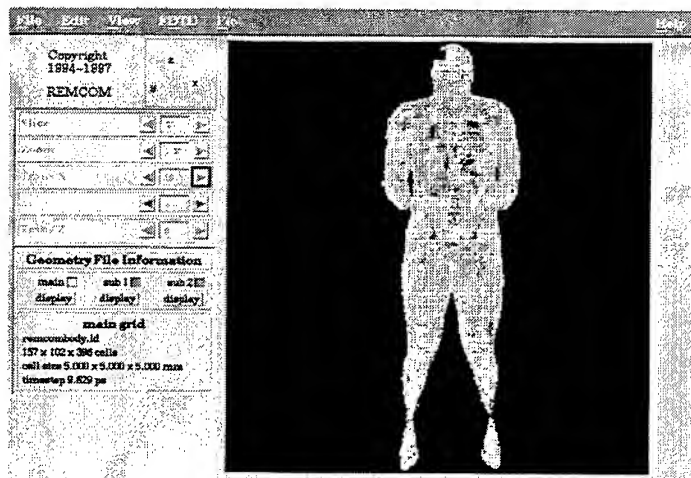 File Edit View FDTD Help
Copyright
1994-1997
REMCOM
z
y x
Slice
Geometry File Information
main sub 1 sub 2
display display display
main grid
remcombody.id
157 x 102 x 396 cells
cell size 5.000 x 5.000 x 5.000 mm
timestep 9.629 ps